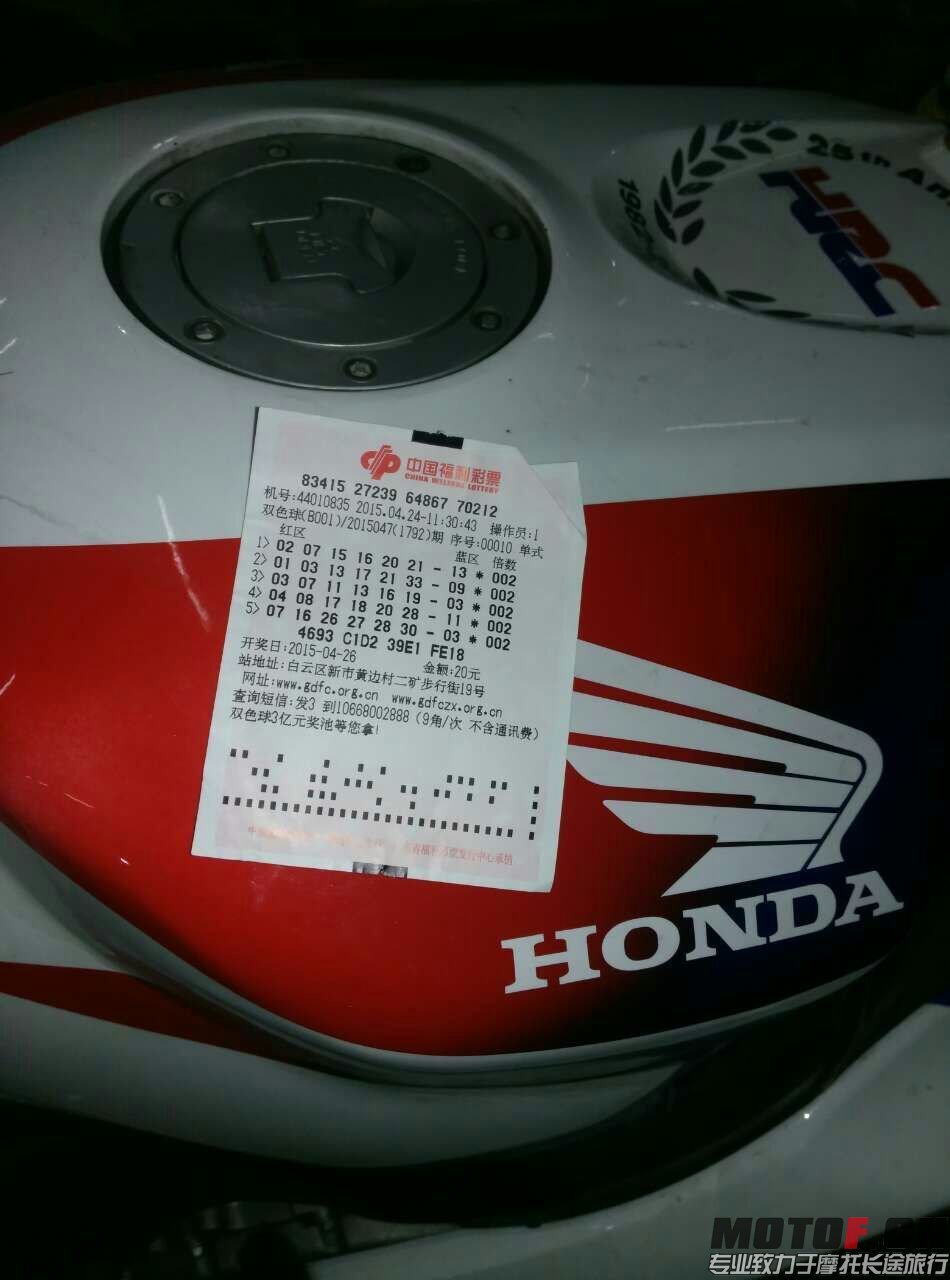 25th
1982
HRC
中国福利彩票
CHINA WELFARE LOTTERY
83415 27239 64867 70212
机号:44010835 2015.04.24-11:30:43 操作员:1
双色球(B001)/2015047(1792)期 序号:00010 单式
红区 蓝区 倍数
1> 02 07 15 16 20 21 - 13 * 002
2> 01 03 13 17 21 33 - 09 * 002
3> 03 07 11 13 16 19 - 03 * 002
4> 04 08 17 18 20 28 - 11 * 002
5> 07 16 26 27 28 30 - 03 * 002
4693 C1D2 39E1 FE18
开奖日:2015-04-26 金额:20元
站地址:白云区新市黄边村二矿步行街19号
网址:www.gdfc.org.cn www.gdfczx.org.cn
查询短信:发3 到10668002888 (9角/次 不含通讯费)
双色球3亿元奖池等您拿!
HONDA
MOTOF
专业致力于摩托长途旅行